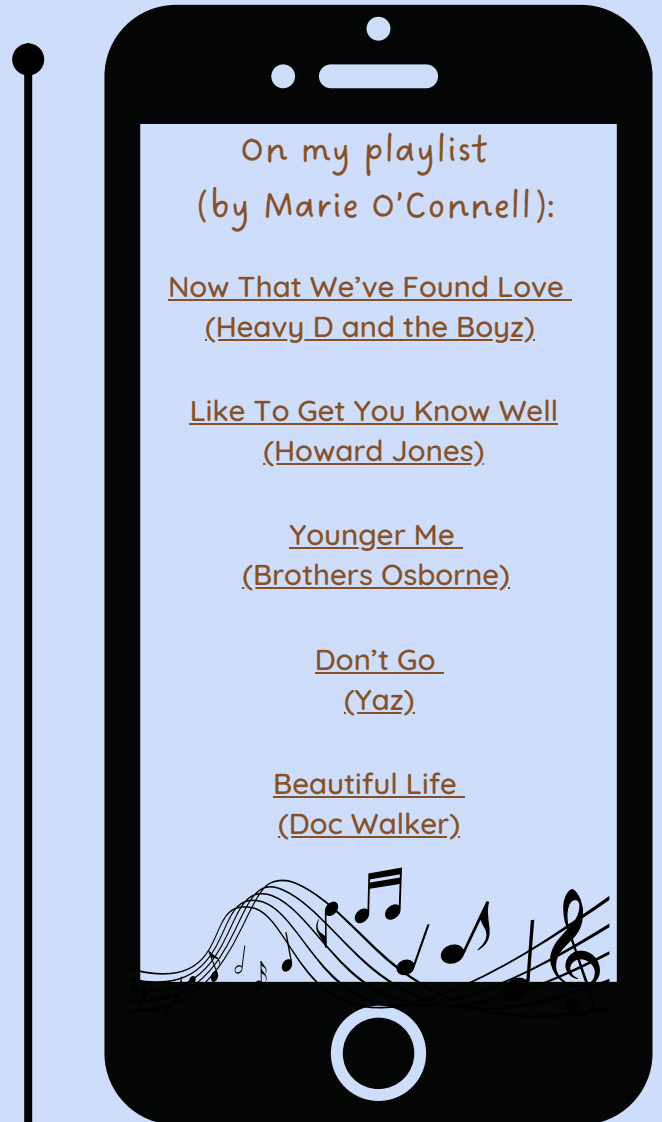 On my playlist
(by Marie O'Connell):
Now That We’ve Found Love
(Heavy D and the Boyz)
Like To Get You Know Well
(Howard Jones)
Younger Me
(Brothers Osborne)
Don’t Go
(Yaz)
Beautiful Life
(Doc Walker)